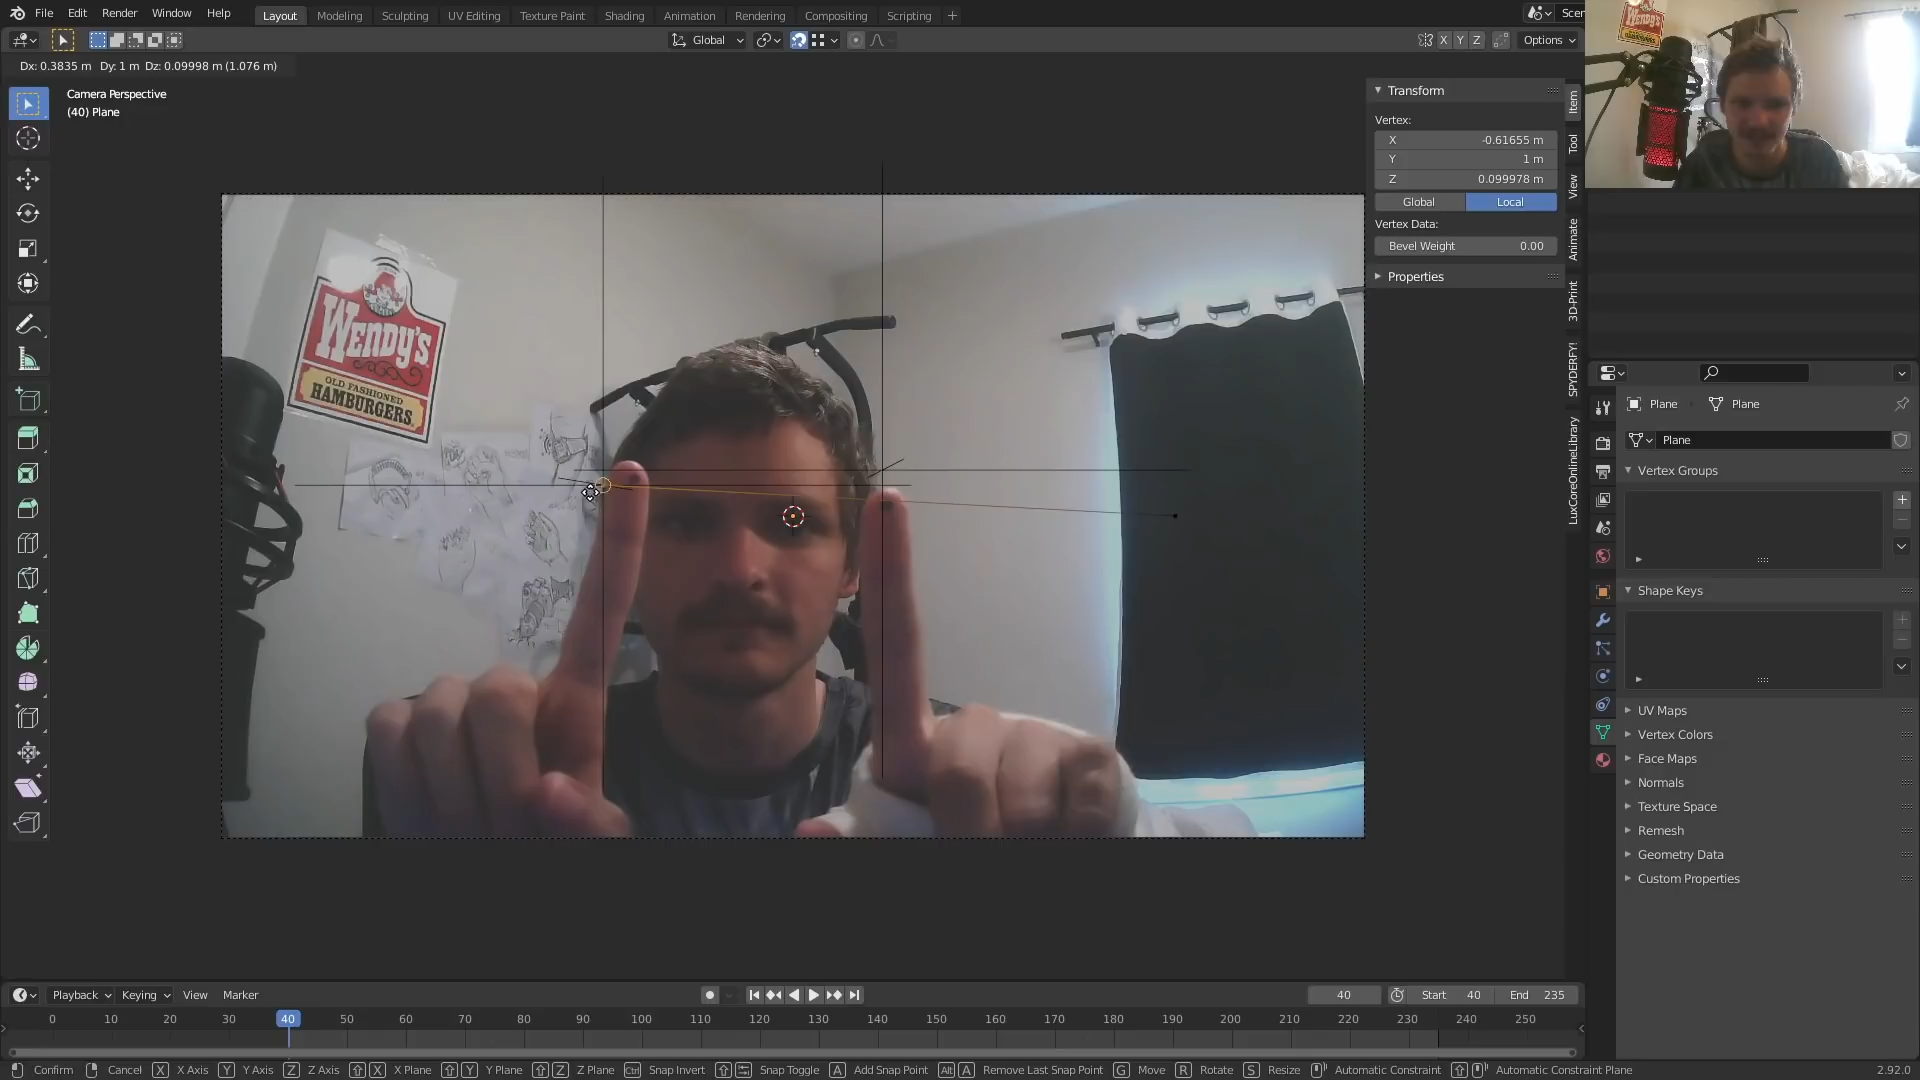 File Edit Render Window Help
Layout Modeling Sculpting UV Editing Texture Paint Shading Animation Rendering Compositing Scripting
Scen
Global
X Y Z
Options
Dx: 0.3835 m Dy: 1 m Dz: 0.09998 m (1.076 m)
Camera Perspective
(40) Plane
Transform
Vertex:
X -0.61655 m
Y 1 m
Z 0.099978 m
Global Local
Vertex Data:
Bevel Weight 0.00
Properties
Item
Tool
View
Animate
3D-Print
SPYDERFY!
LuxCoreOnlineLibrary
WENDY'S
WENDY'S
OLD FASHIONED
HAMBURGERS.
Plane Plane
Plane
Vertex Groups
Shape Keys
UV Maps
Vertex Colors
Face Maps
Normals
Texture Space
Remesh
Geometry Data
Custom Properties
Playback Keying View Marker
40 Start 40 End 235
0 10 20 30 40 50 60 70 80 90 100 110 120 130 140 150 160 170 180 190 200 210 220 230 240 250
Confirm Cancel X X Axis Y Y Axis Z Z Axis X X Plane Y Y Plane Z Z Plane Ctrl Snap Invert Snap Toggle A Add Snap Point Alt A Remove Last Snap Point G Move R Rotate S Resize Automatic Constraint Automatic Constraint Plane 2.92.0